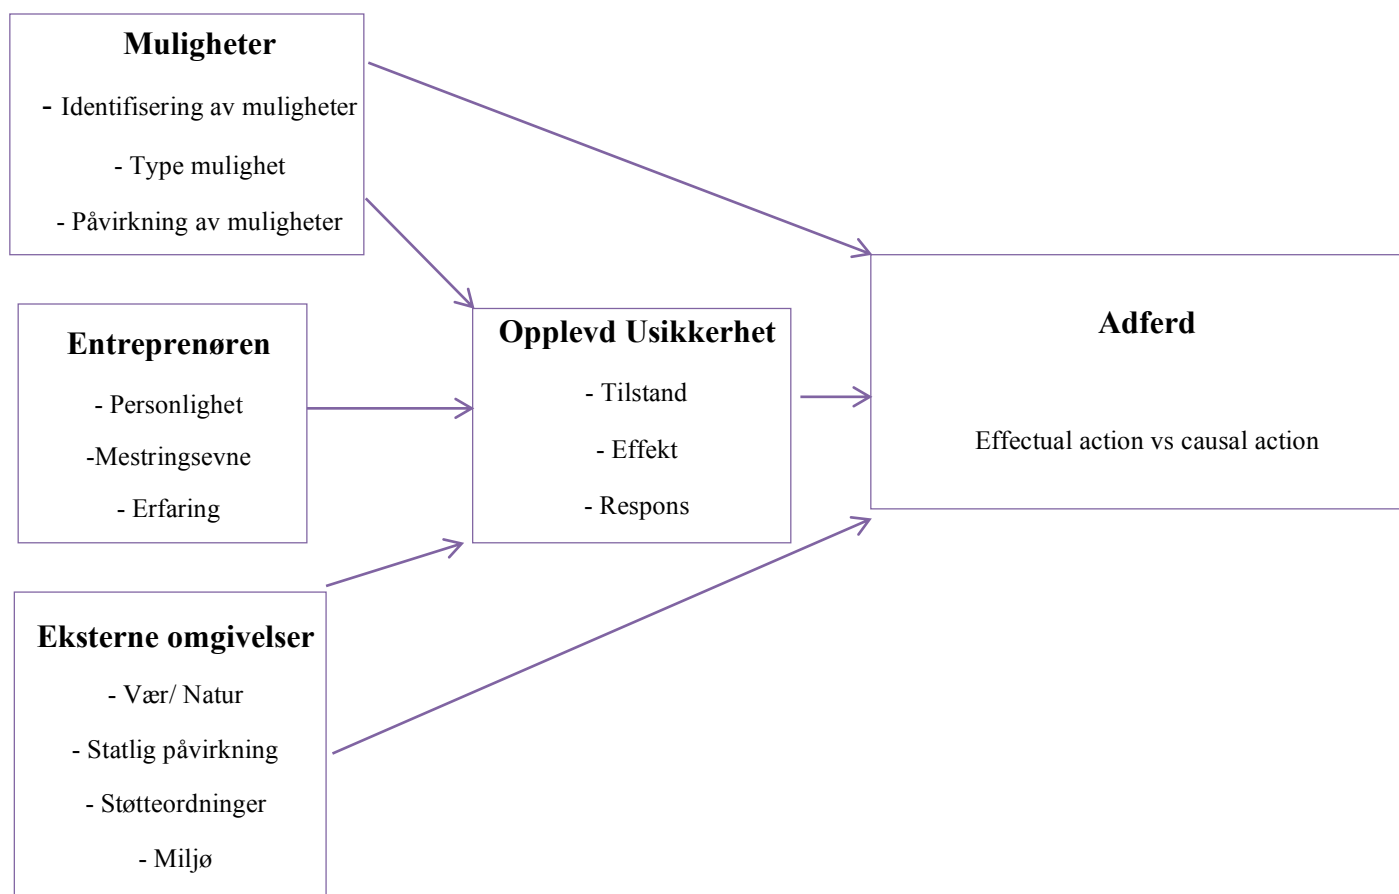 Muligheter
- Identifisering av muligheter
- Type mulighet
- Påvirkning av muligheter
Entreprenøren
- Personlighet
-Mestringsevne
- Erfaring
Eksterne omgivelser
- Vær/ Natur
- Statlig påvirkning
- Støtteordninger
- Miljø
Opplevd Usikkerhet
- Tilstand
- Effekt
- Respons
Adferd
Effectual action vs causal action